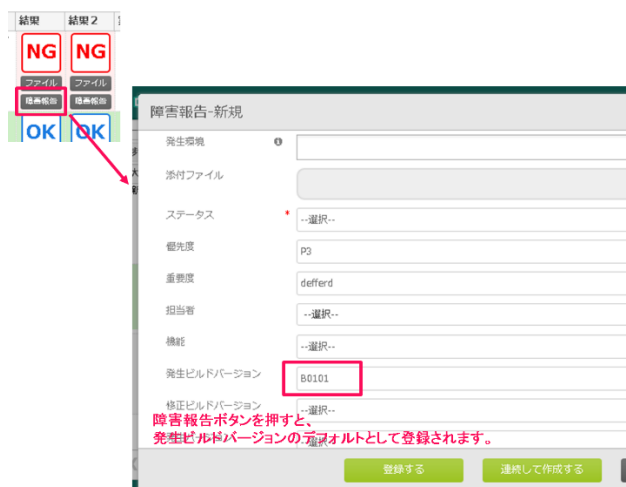 結果 結果２
NG NG
ファイル ファイル
障害報告 障害報告
OK OK
障害報告-新規
発生環境
添付ファイル
ステータス * --選択--
優先度 P3
重要度 defferd
担当者 --選択--
機能 --選択--
発生ビルドバージョン B0101
修正ビルドバージョン --選択--
障害報告ボタンを押すと、
発生ビルドバージョンのデフォルトとして登録されます。
--選択--
登録する 連続して作成する